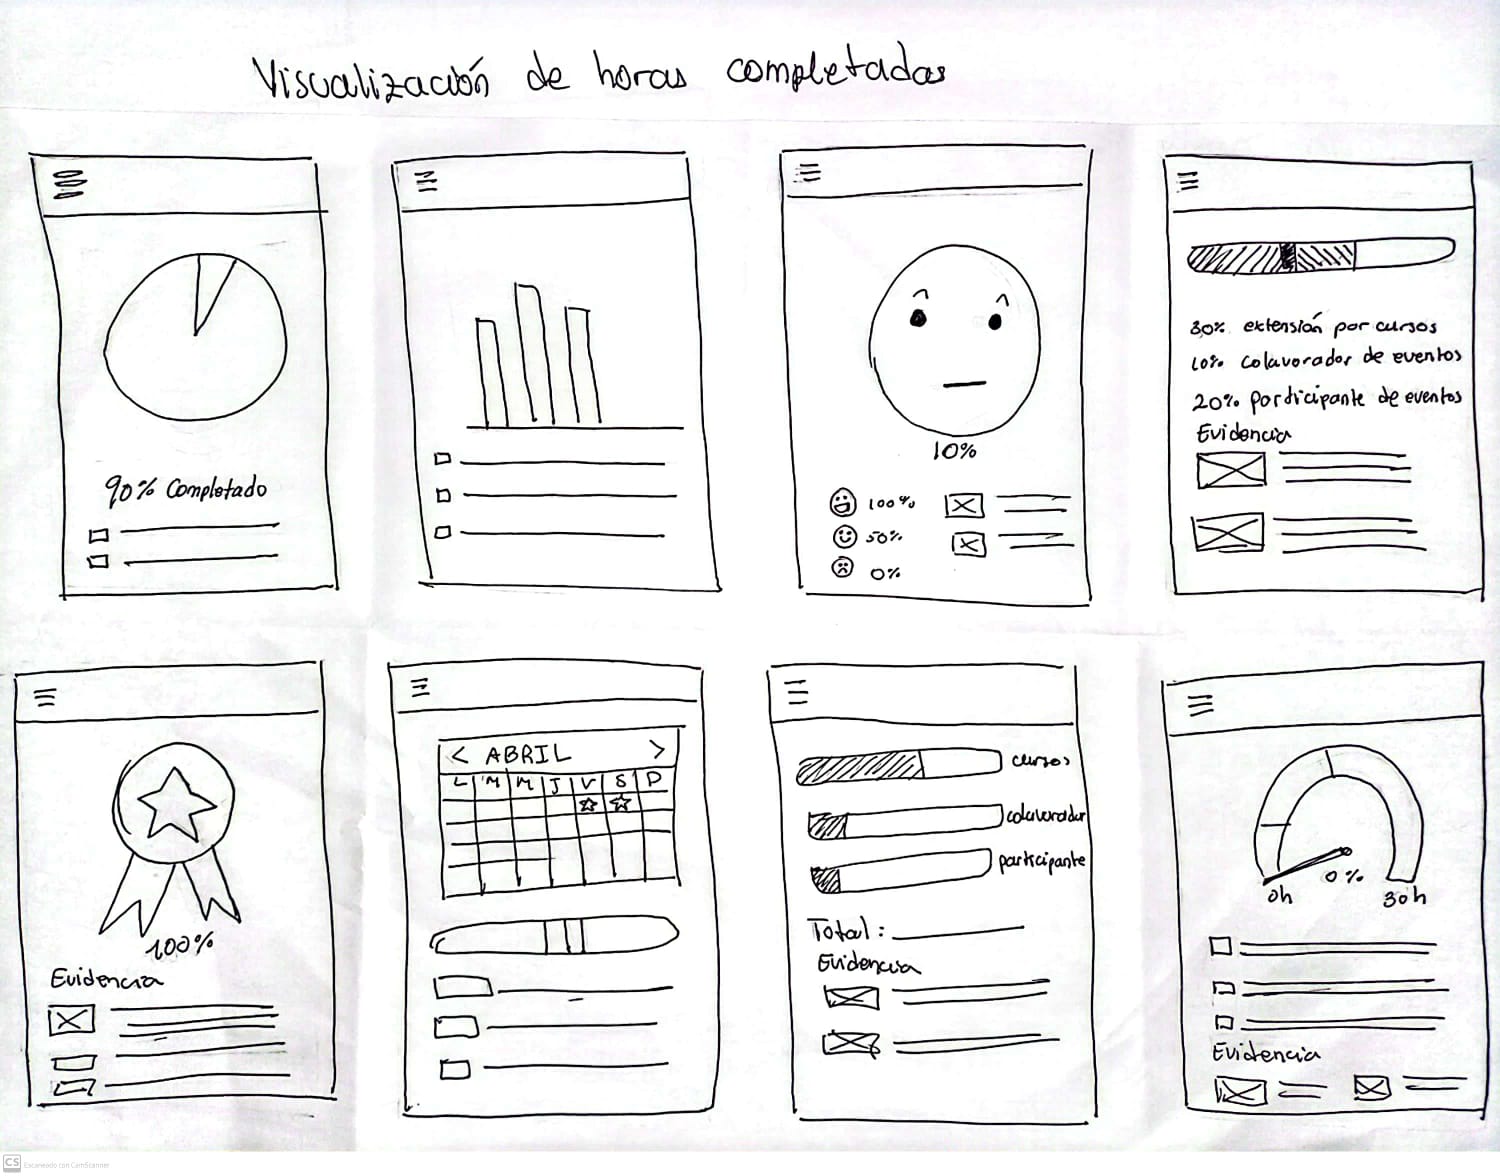 Visualización de horas completadas
90% Completado
10%
100%
50%
0%
30% extensión por cursos
10% colavorador de eventos
20% participante de eventos
Evidencia
100%
Evidencia
< ABRIL >
L M M J V S D
cursos
colavorador
participante
Total:
Evidencia
0%
0h
30h
Evidencia
CS Escaneado con CamScanner